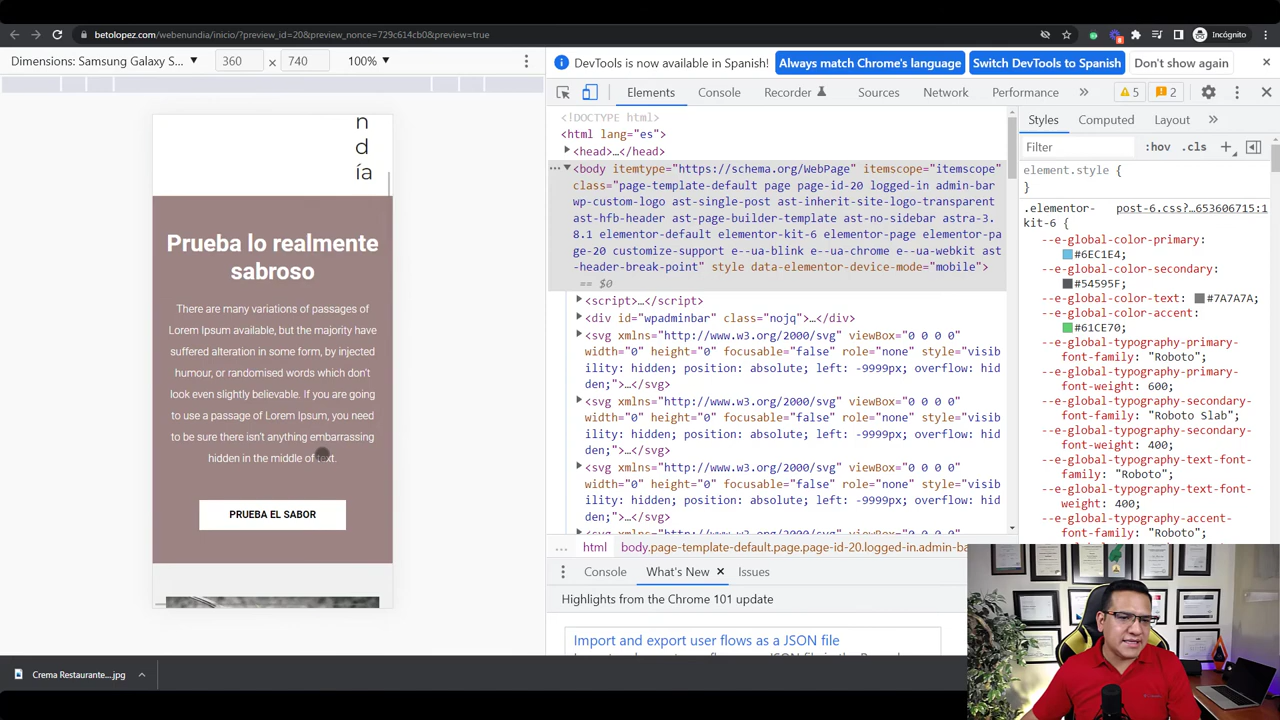 betolopez.com/webenundia/inicio/?preview_id=20&preview_nonce=729c614cb0&preview=true
Incógnito
Dimensions: Samsung Galaxy S...
360 × 740
100%
DevTools is now available in Spanish!
Always match Chrome's language
Switch DevTools to Spanish
Don't show again
Elements
Console
Recorder
Sources
Network
Performance
5
2
n
d
ía
Prueba lo realmente
sabroso
There are many variations of passages of
Lorem Ipsum available, but the majority have
suffered alteration in some form, by injected
humour, or randomised words which don't
look even slightly believable. If you are going
to use a passage of Lorem Ipsum, you need
to be sure there isn't anything embarrassing
hidden in the middle of text.
PRUEBA EL SABOR
<!DOCTYPE html>
<html lang="es">
<head>…</head>
<body itemtype="https://schema.org/WebPage" itemscope="itemscope"
class="page-template-default page page-id-20 logged-in admin-bar
wp-custom-logo ast-single-post ast-inherit-site-logo-transparent
ast-hfb-header ast-page-builder-template ast-no-sidebar astra-3.
8.1 elementor-default elementor-kit-6 elementor-page elementor-pa
ge-20 customize-support e--ua-blink e--ua-chrome e--ua-webkit ast
-header-break-point" style data-elementor-device-mode="mobile">
== $0
<script>…</script>
<div id="wpadminbar" class="nojq">…</div>
<svg xmlns="http://www.w3.org/2000/svg" viewBox="0 0 0 0"
width="0" height="0" focusable="false" role="none" style="visib
ility: hidden; position: absolute; left: -9999px; overflow: hid
den;">…</svg>
<svg xmlns="http://www.w3.org/2000/svg" viewBox="0 0 0 0"
width="0" height="0" focusable="false" role="none" style="visib
ility: hidden; position: absolute; left: -9999px; overflow: hid
den;">…</svg>
<svg xmlns="http://www.w3.org/2000/svg" viewBox="0 0 0 0"
width="0" height="0" focusable="false" role="none" style="visib
ility: hidden; position: absolute; left: -9999px; overflow: hid
den;">…</svg>
... html body.page-template-default.page.page-id-20.logged-in.admin-ba
Styles
Computed
Layout
Filter
:hov .cls
element.style {
}
.elementor- post-6.css?…653606715:1
kit-6 {
--e-global-color-primary:
#6EC1E4;
--e-global-color-secondary:
#54595F;
--e-global-color-text: #7A7A7A;
--e-global-color-accent:
#61CE70;
--e-global-typography-primary-
font-family: "Roboto";
--e-global-typography-primary-
font-weight: 600;
--e-global-typography-secondary-
font-family: "Roboto Slab";
--e-global-typography-secondary-
font-weight: 400;
--e-global-typography-text-font-
family: "Roboto";
--e-global-typography-text-font-
weight: 400;
--e-global-typography-accent-
font-family: "Roboto";
Console
What's New
Issues
Highlights from the Chrome 101 update
Import and export user flows as a JSON file
Crema Restaurante....jpg